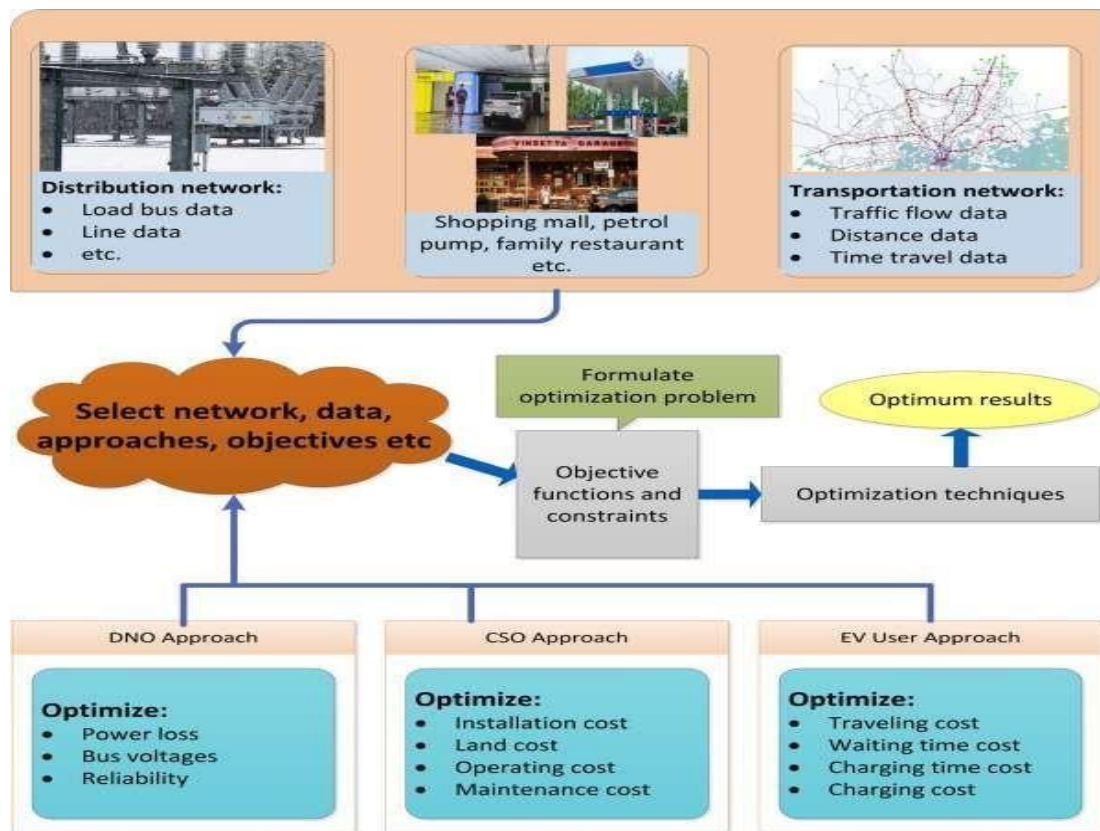 Distribution network:
• Load bus data
• Line data
• etc.
VINSETTA GARAGE
Shopping mall, petrol
pump, family restaurant
etc.
Transportation network:
• Traffic flow data
• Distance data
• Time travel data
Select network, data,
approaches, objectives etc
Formulate
optimization problem
Objective
functions and
constraints
Optimization techniques
Optimum results
DNO Approach
Optimize:
• Power loss
• Bus voltages
• Reliability
CSO Approach
Optimize:
• Installation cost
• Land cost
• Operating cost
• Maintenance cost
EV User Approach
Optimize:
• Traveling cost
• Waiting time cost
• Charging time cost
• Charging cost